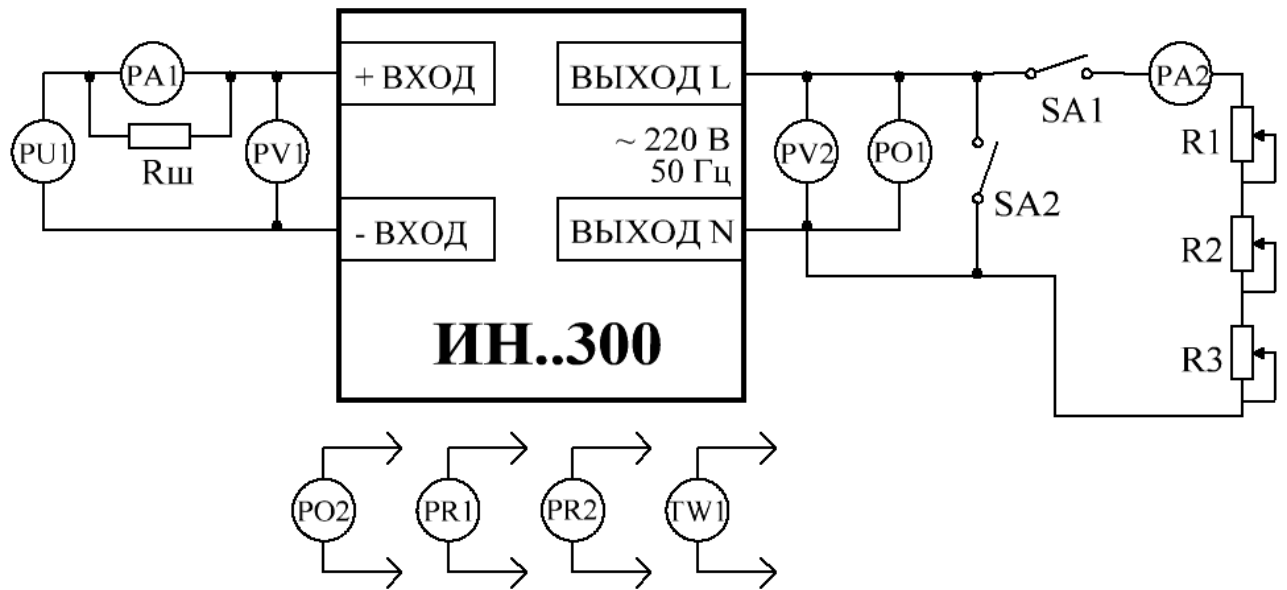 PA1
+ ВХОД
ВЫХОД L
PA2
SA1
PU1
Rш
PV1
~ 220 В
50 Гц
PV2
PO1
R1
SA2
- ВХОД
ВЫХОД N
R2
ИН..300
R3
PO2
PR1
PR2
TW1